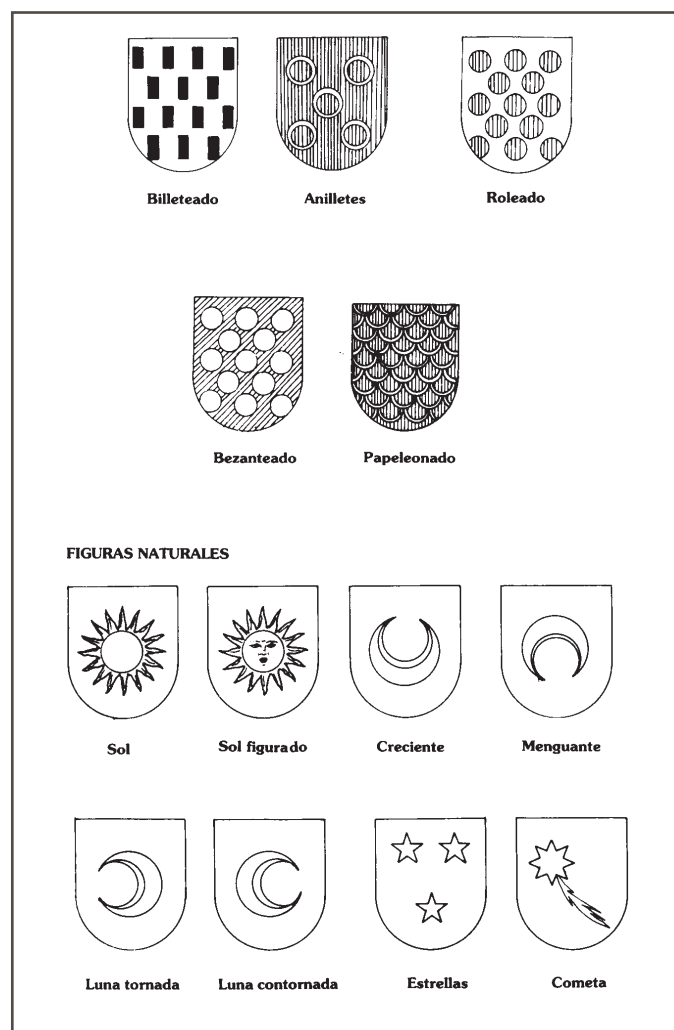 Billeteado Anilletes Roleado
Bezanteado Papeleonado
FIGURAS NATURALES
Sol Sol figurado Creciente Menguante
Luna tornada Luna contornada Estrellas Cometa